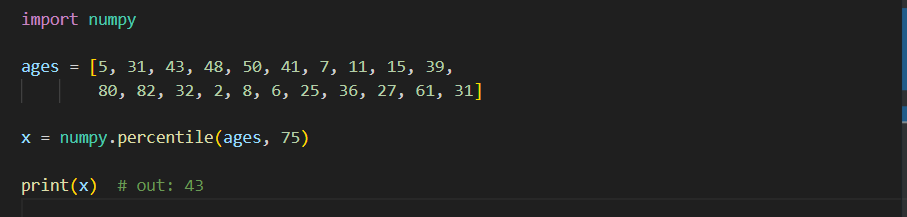 import numpy
ages = [5, 31, 43, 48, 50, 41, 7, 11, 15, 39,
80, 82, 32, 2, 8, 6, 25, 36, 27, 61, 31]
x = numpy.percentile(ages, 75)
print(x)  # out: 43